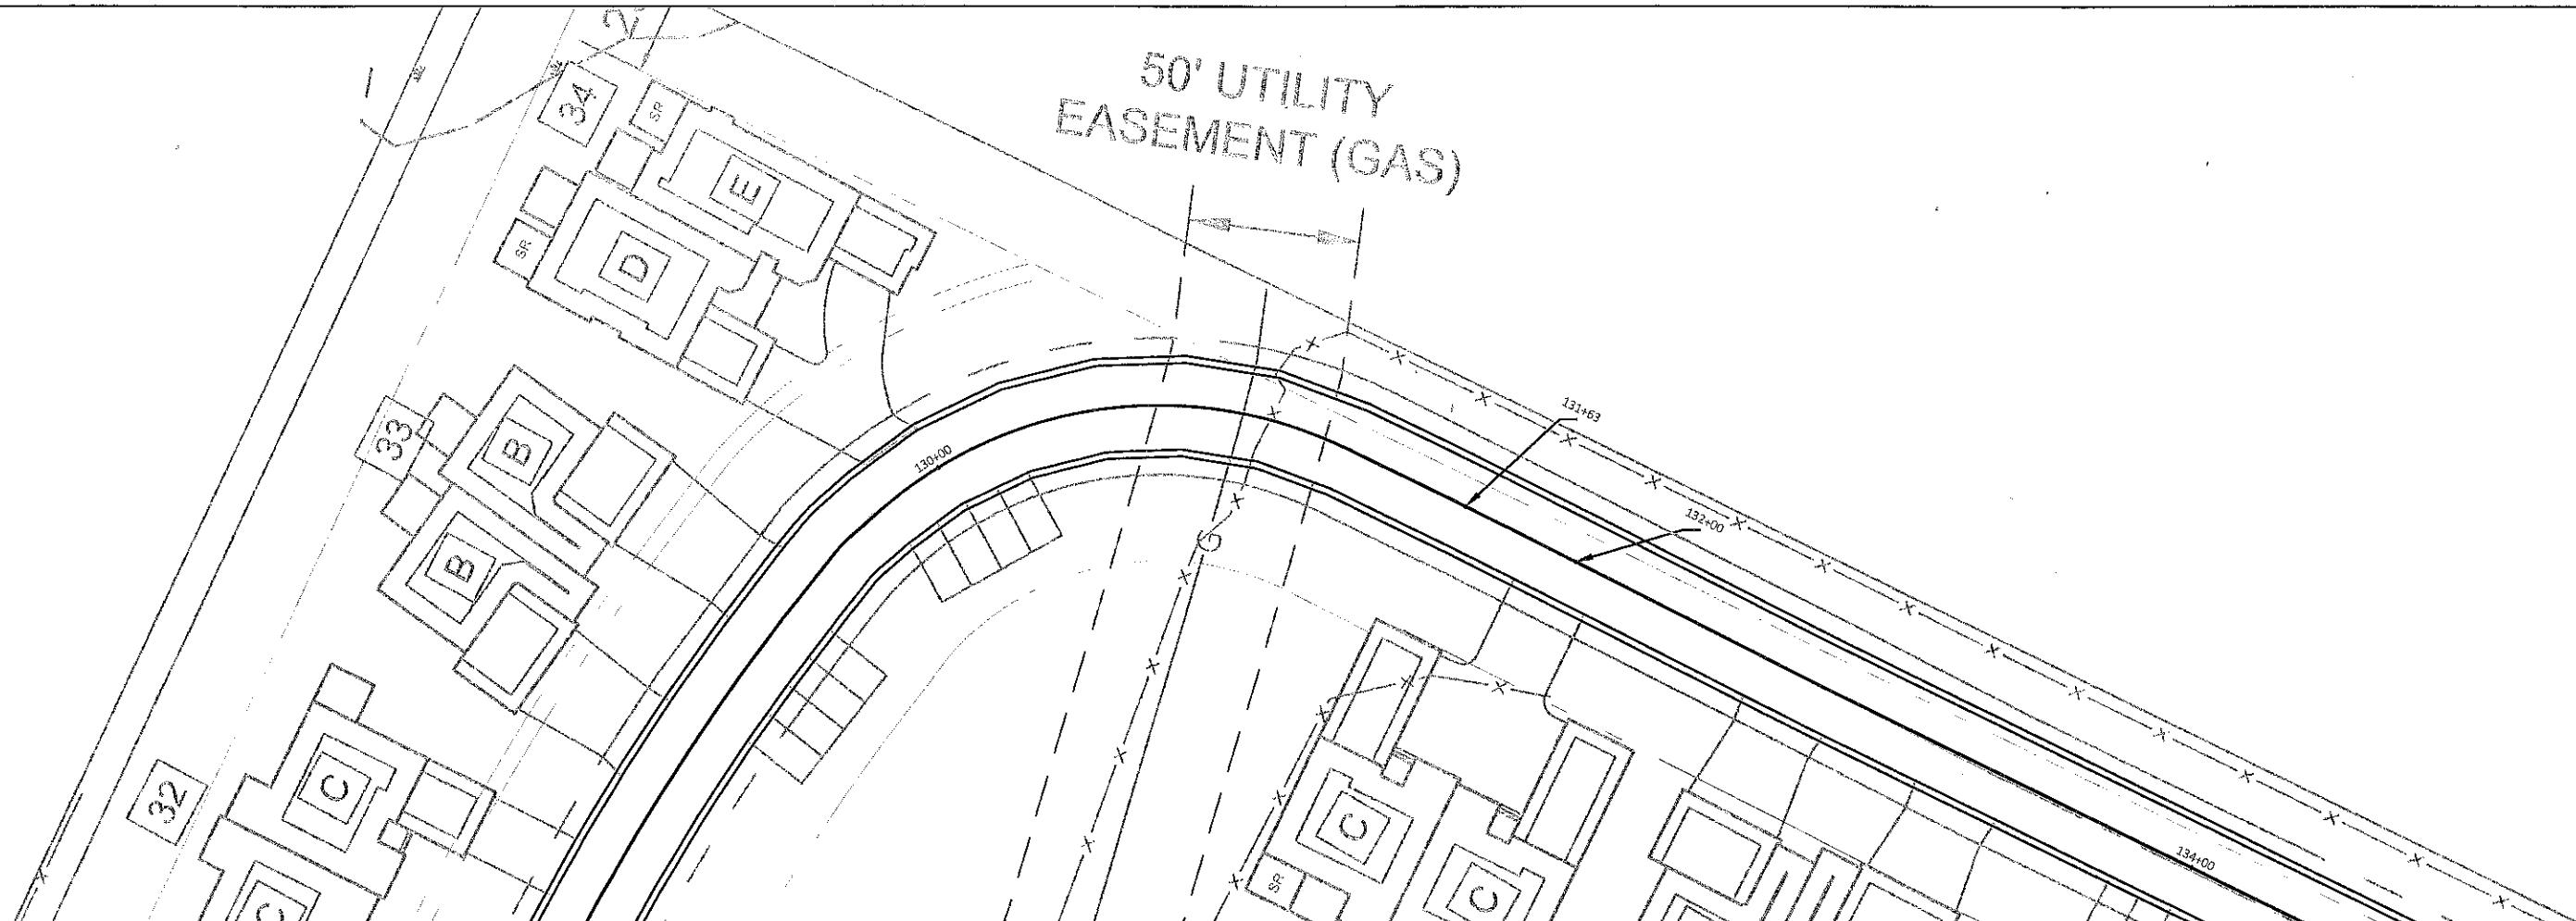 50' UTILITY
EASEMENT (GAS)
34
SR
E
D
SR
33
B
B
32
C
C
130+00
131+63
132+00
G
C
C
SR
134+00